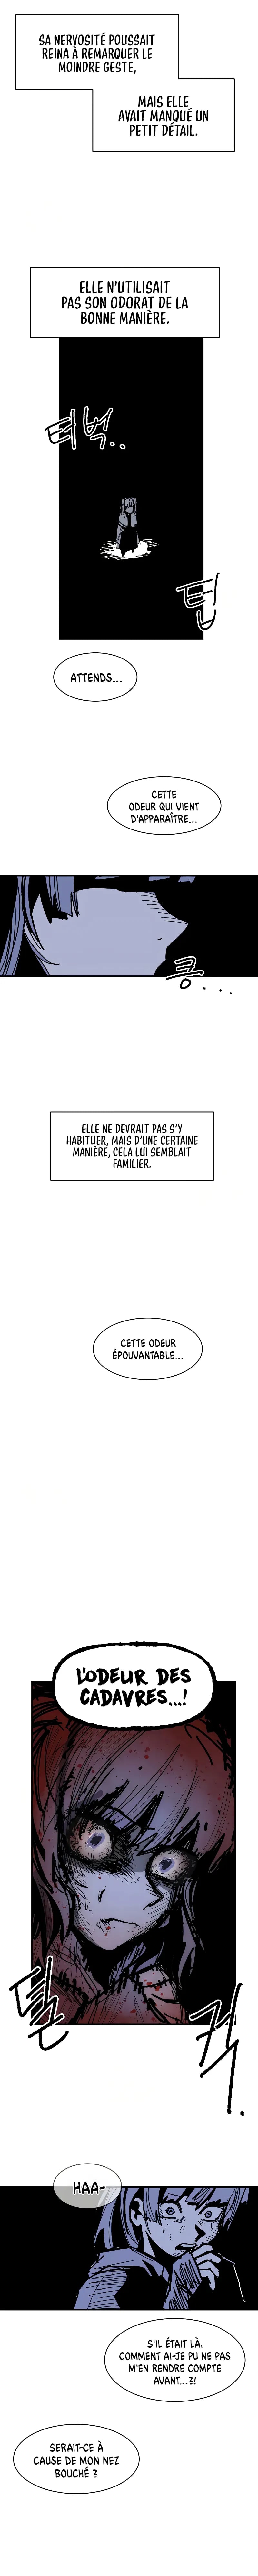 SA NERVOSITÉ POUSSAIT
REINA À REMARQUER LE
MOINDRE GESTE,
MAIS ELLE
AVAIT MANQUÉ UN
PETIT DÉTAIL.
ELLE N'UTILISAIT
PAS SON ODORAT DE LA
BONNE MANIÈRE.
터벅..
텁
ATTENDS...
CETTE
ODEUR QUI VIENT
D'APPARAÎTRE...
킁...
ELLE NE DEVRAIT PAS S'Y
HABITUER, MAIS D'UNE CERTAINE
MANIÈRE, CELA LUI SEMBLAIT
FAMILIER.
CETTE ODEUR
ÉPOUVANTABLE...
L'ODEUR DES
CADAVRES...!
HAA-
S'IL ÉTAIT LÀ,
COMMENT AI-JE PU NE PAS
M'EN RENDRE COMPTE
AVANT...?!
SERAIT-CE À
CAUSE DE MON NEZ
BOUCHÉ ?